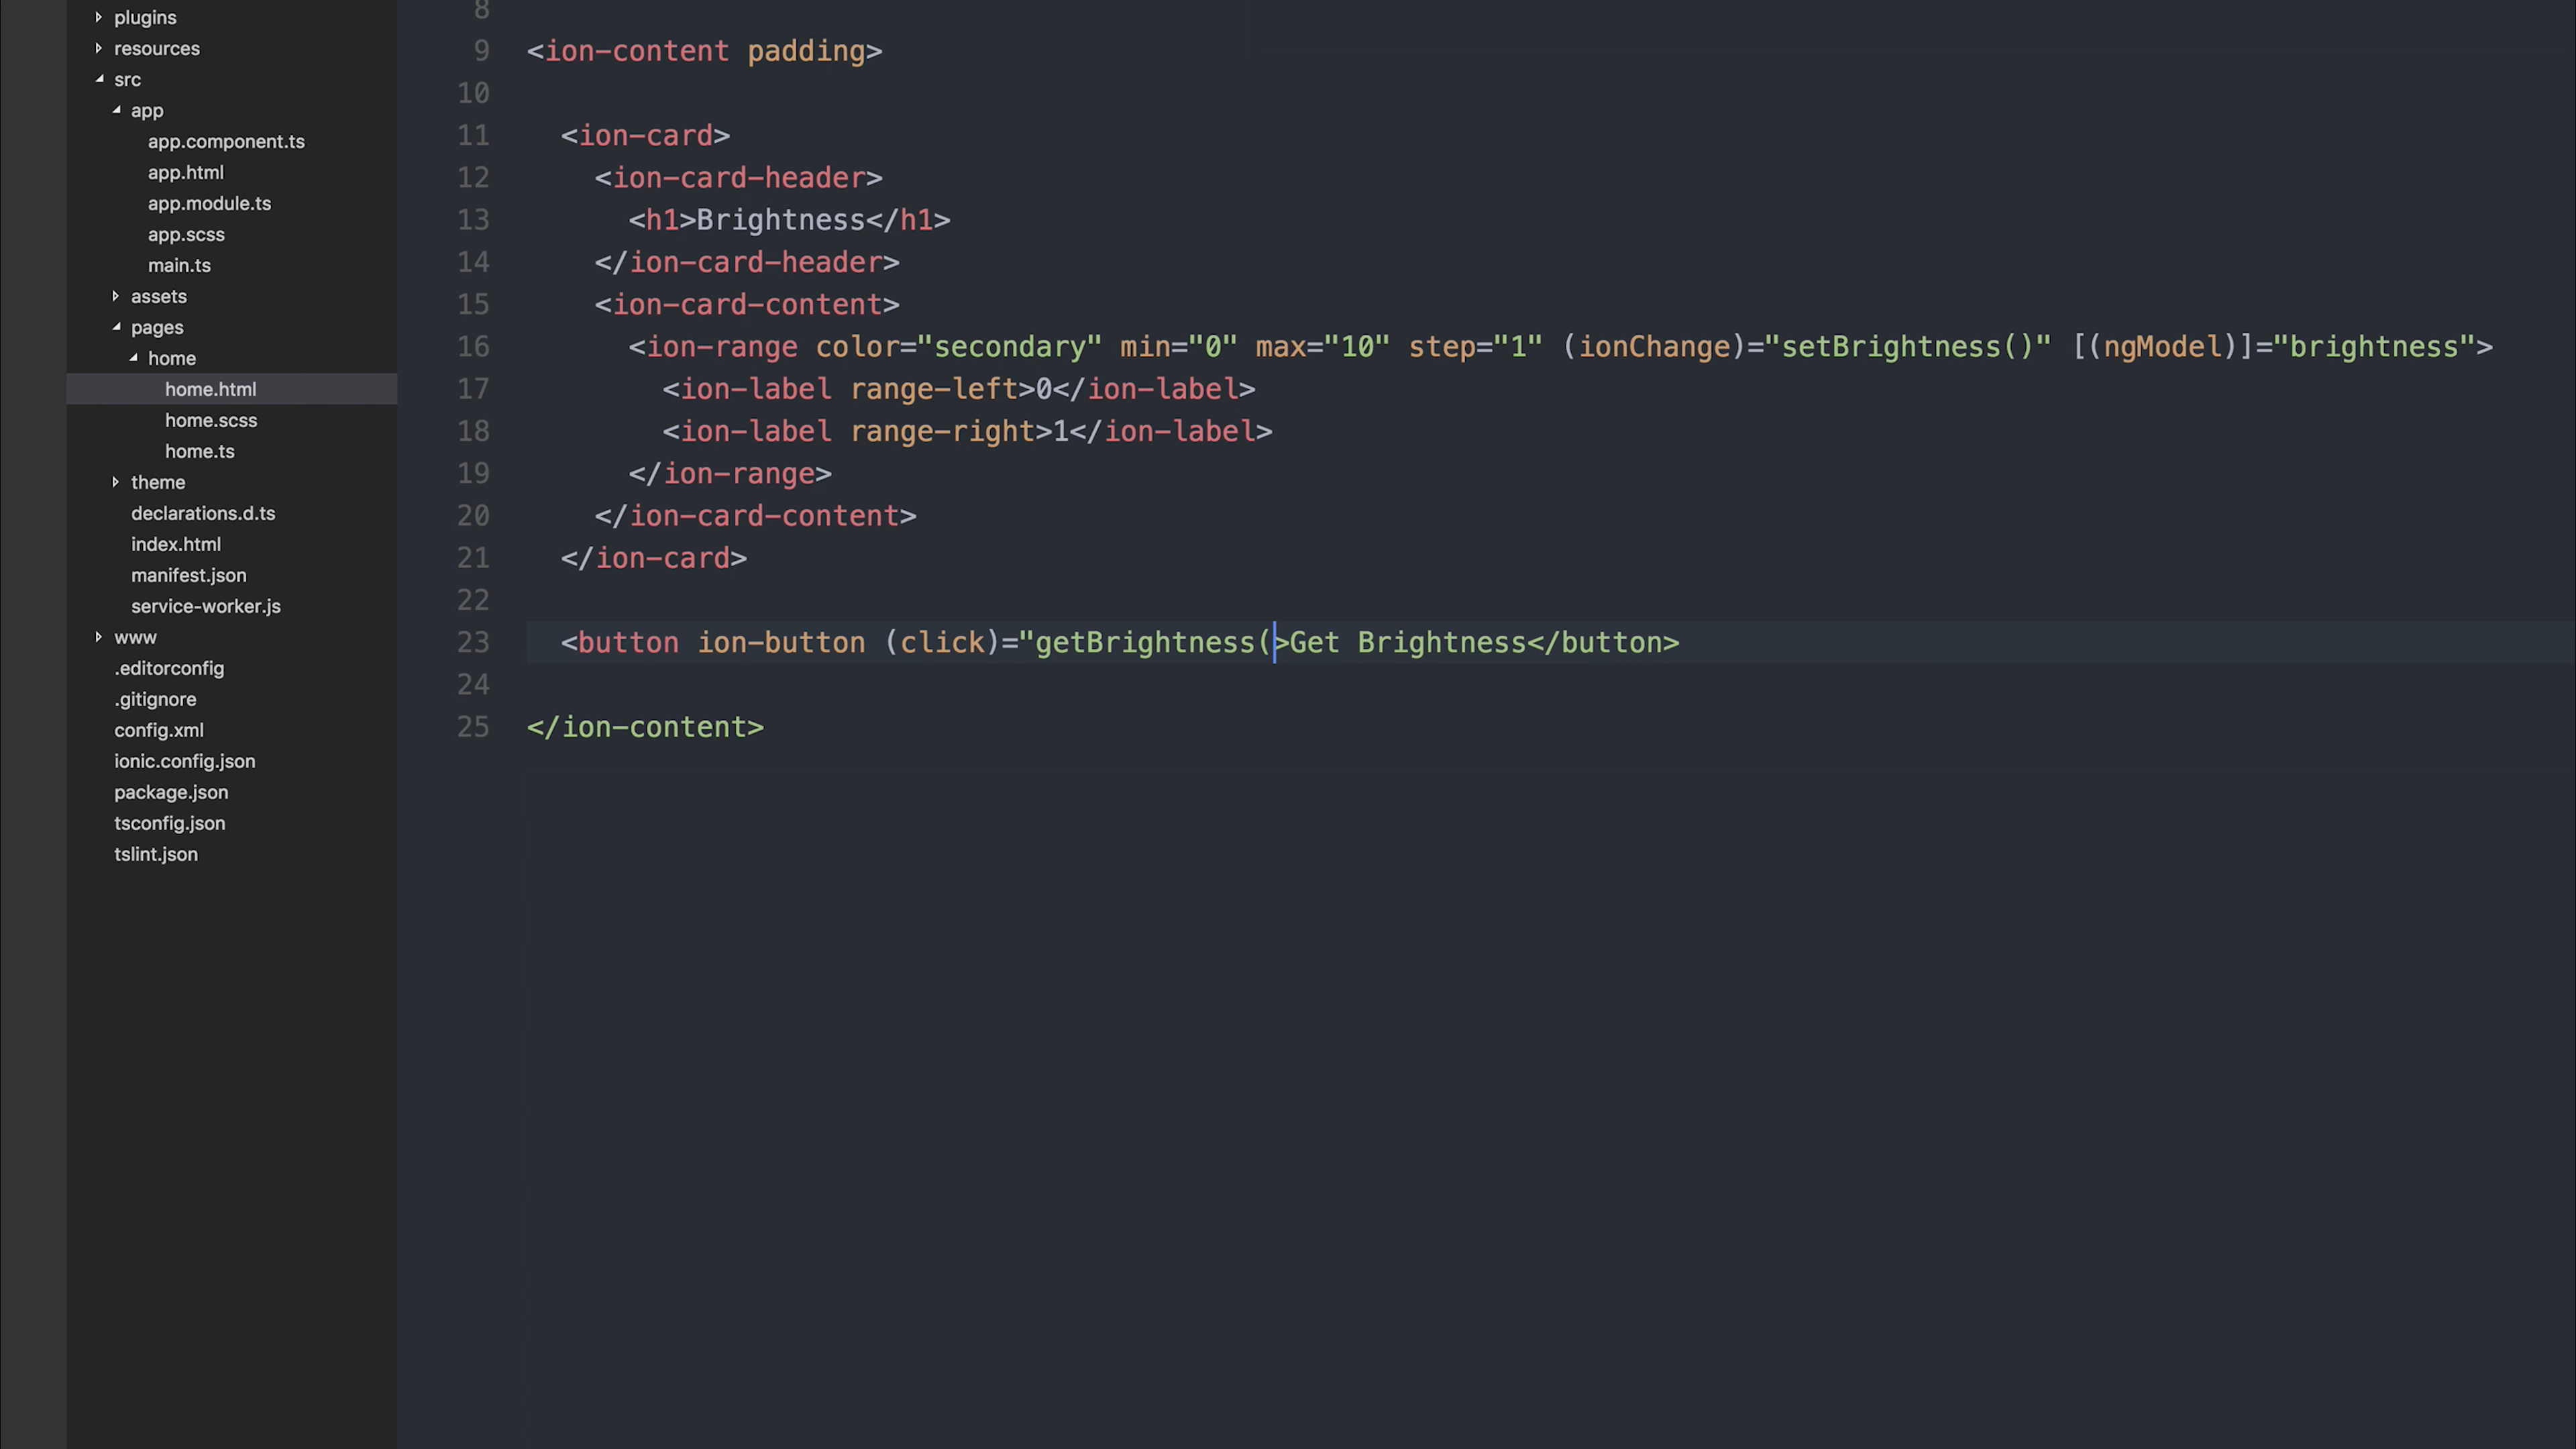 plugins
resources
src
app
app.component.ts
app.html
app.module.ts
app.scss
main.ts
assets
pages
home
home.html
home.scss
home.ts
theme
declarations.d.ts
index.html
manifest.json
service-worker.js
www
.editorconfig
.gitignore
config.xml
ionic.config.json
package.json
tsconfig.json
tslint.json
8
9 <ion-content padding>
10
11 <ion-card>
12 <ion-card-header>
13 <h1>Brightness</h1>
14 </ion-card-header>
15 <ion-card-content>
16 <ion-range color="secondary" min="0" max="10" step="1" (ionChange)="setBrightness()" [(ngModel)]="brightness">
17 <ion-label range-left>0</ion-label>
18 <ion-label range-right>1</ion-label>
19 </ion-range>
20 </ion-card-content>
21 </ion-card>
22
23 <button ion-button (click)="getBrightness(>Get Brightness</button>
24
25 </ion-content>